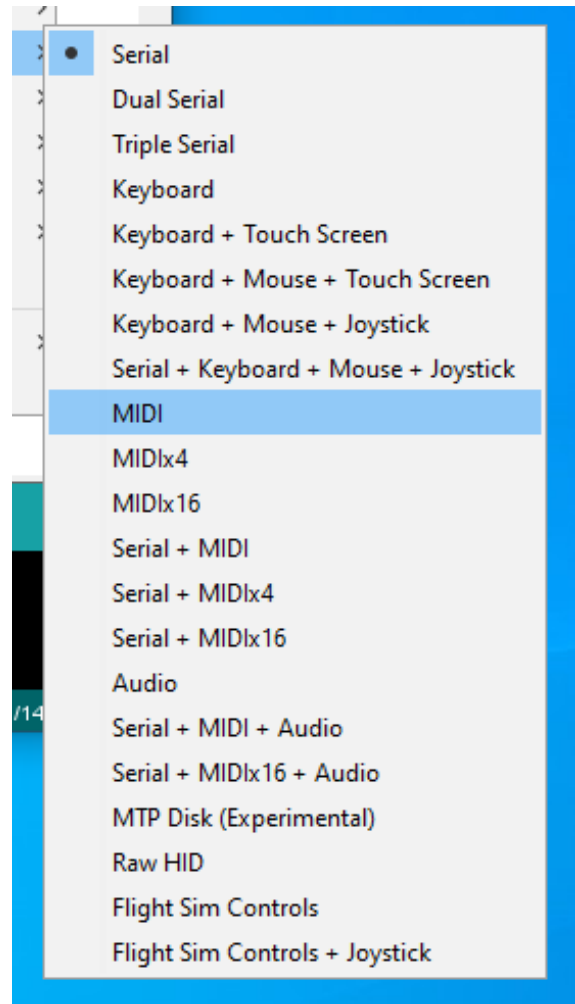 Serial
Dual Serial
Triple Serial
Keyboard
Keyboard + Touch Screen
Keyboard + Mouse + Touch Screen
Keyboard + Mouse + Joystick
Serial + Keyboard + Mouse + Joystick
MIDI
MIDIx4
MIDIx16
Serial + MIDI
Serial + MIDIx4
Serial + MIDIx16
Audio
/14
Serial + MIDI + Audio
Serial + MIDIx16 + Audio
MTP Disk (Experimental)
Raw HID
Flight Sim Controls
Flight Sim Controls + Joystick